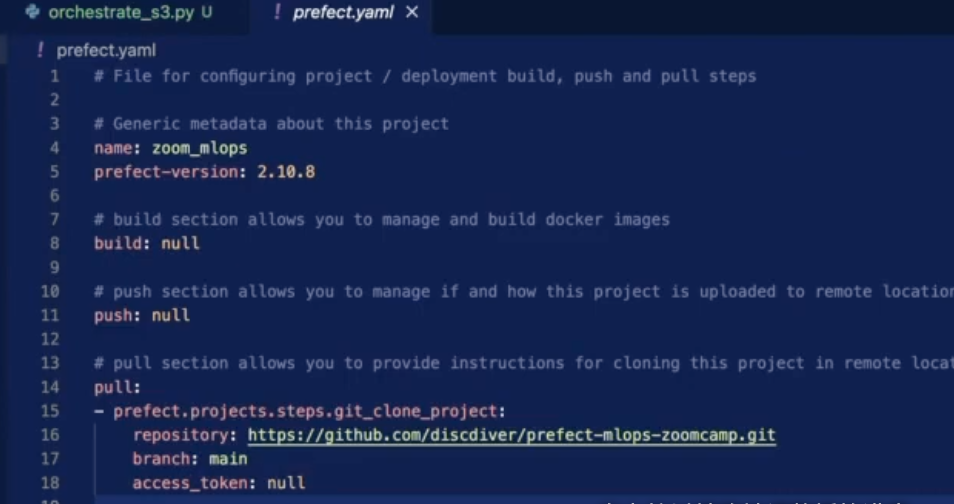 orchestrate_s3.py U
! prefect.yaml ×
! prefect.yaml
1 # File for configuring project / deployment build, push and pull steps
2
3 # Generic metadata about this project
4 name: zoom_mlops
5 prefect-version: 2.10.8
6
7 # build section allows you to manage and build docker images
8 build: null
9
10 # push section allows you to manage if and how this project is uploaded to remote
11 push: null
12
13 # pull section allows you to provide instructions for cloning this project in remote
14 pull:
15 - prefect.projects.steps.git_clone_project:
16 repository: https://github.com/discdiver/prefect-mlops-zoomcamp.git
17 branch: main
18 access_token: null